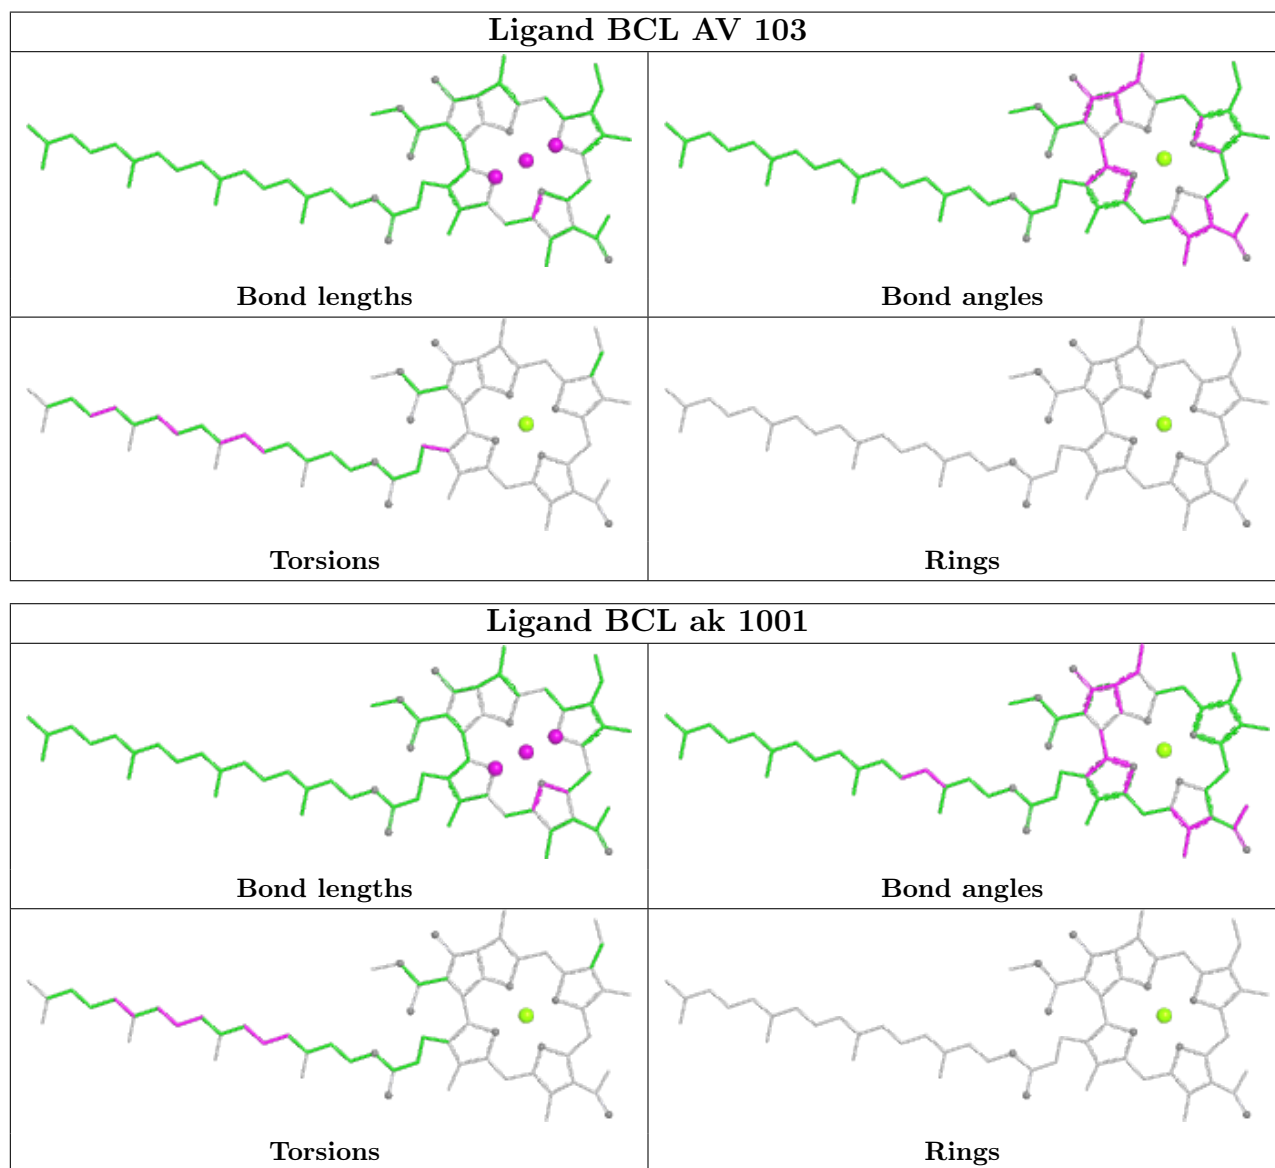 Ligand BCL AV 103
Bond lengths
Bond angles
Torsions
Rings
Ligand BCL ak 1001
Bond lengths
Bond angles
Torsions
Rings